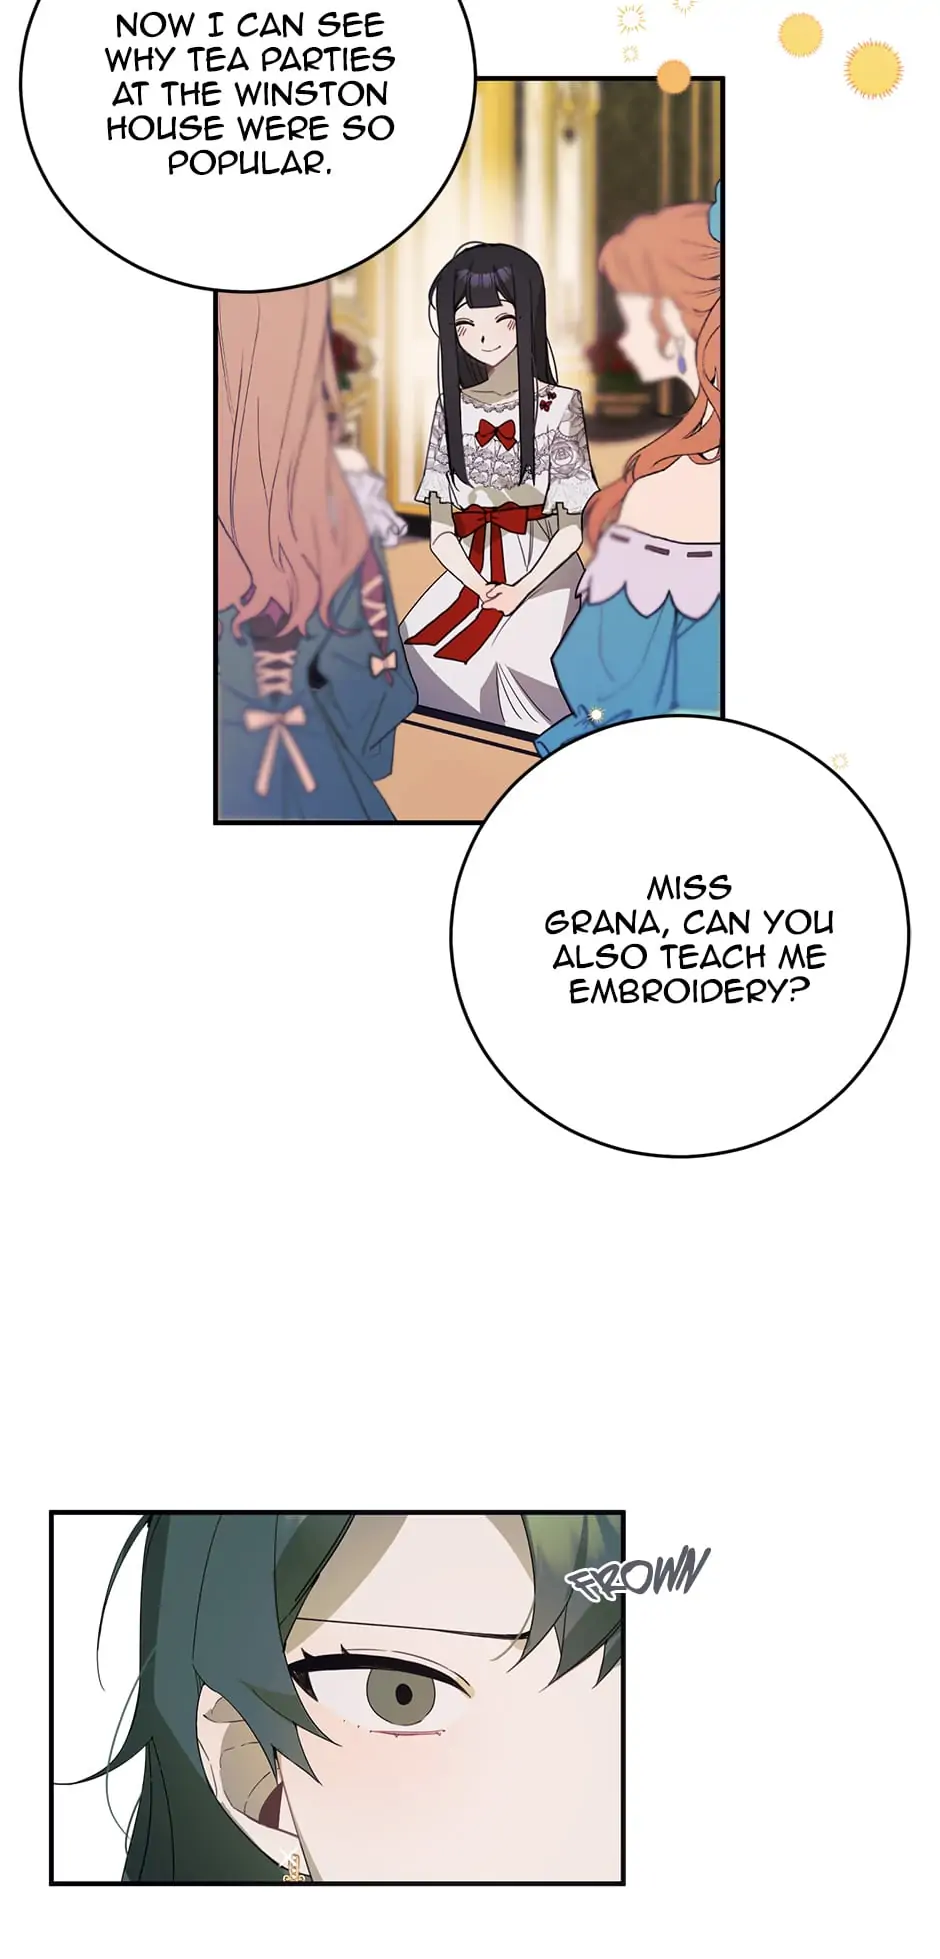 NOW I CAN SEE
WHY TEA PARTIES
AT THE WINSTON
HOUSE WERE SO
POPULAR.
MISS
GRANA, CAN YOU
ALSO TEACH ME
EMBROIDERY?
FROWN